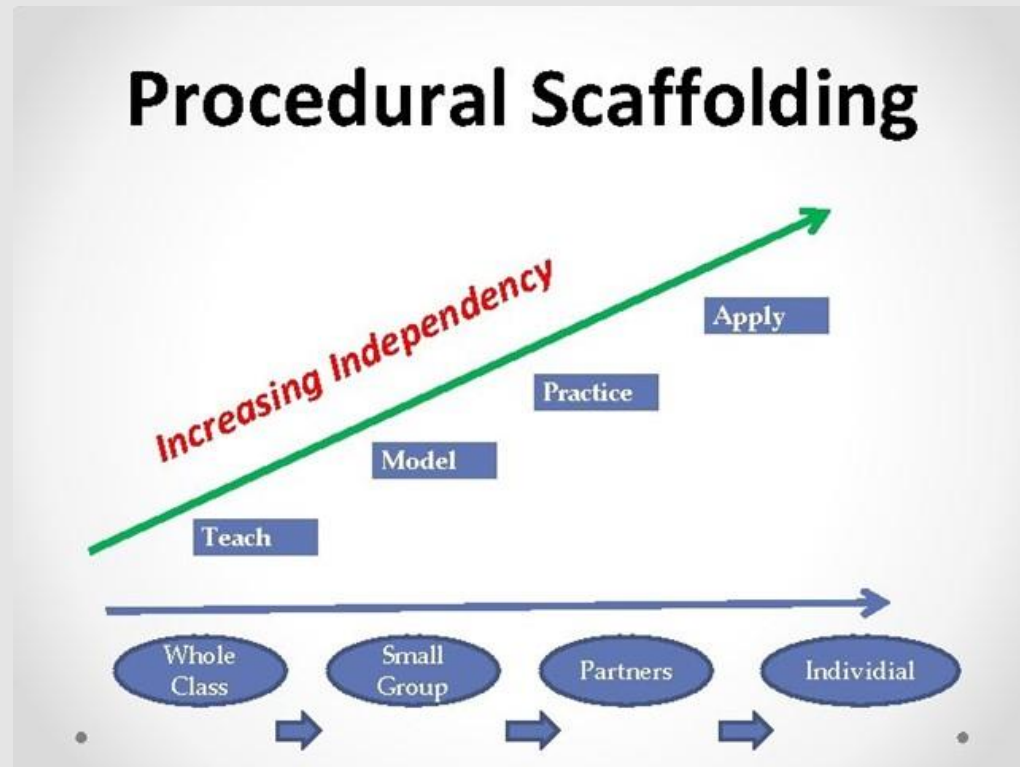 Procedural Scaffolding
Increasing Independency
Apply
Practice
Model
Teach
Whole
Class
Small
Group
Partners
Individial